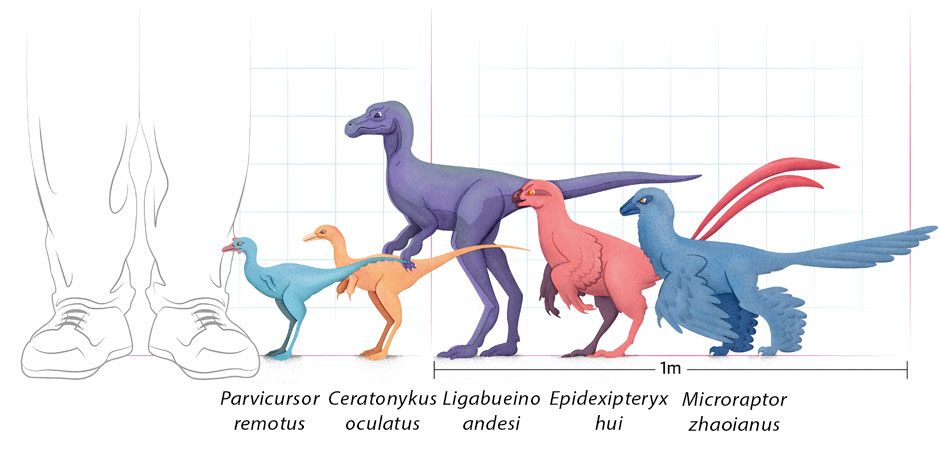 1m
Parvicursor Ceratonykus Ligabueino Epidexipteryx Microraptor
remotus oculatus andesi hui zhaoianus